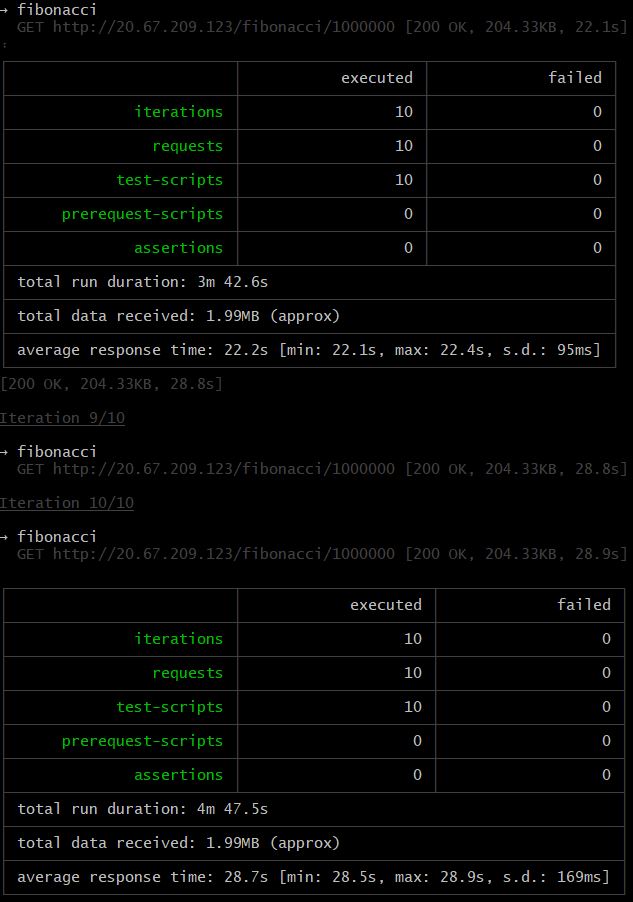 → fibonacci
GET http://20.67.209.123/fibonacci/1000000 [200 OK, 204.33KB, 22.1s]
executed failed
iterations 10 0
requests 10 0
test-scripts 10 0
prerequest-scripts 0 0
assertions 0 0
total run duration: 3m 42.6s
total data received: 1.99MB (approx)
average response time: 22.2s [min: 22.1s, max: 22.4s, s.d.: 95ms]
[200 OK, 204.33KB, 28.8s]
Iteration 9/10
→ fibonacci
GET http://20.67.209.123/fibonacci/1000000 [200 OK, 204.33KB, 28.8s]
Iteration 10/10
→ fibonacci
GET http://20.67.209.123/fibonacci/1000000 [200 OK, 204.33KB, 28.9s]
executed failed
iterations 10 0
requests 10 0
test-scripts 10 0
prerequest-scripts 0 0
assertions 0 0
total run duration: 4m 47.5s
total data received: 1.99MB (approx)
average response time: 28.7s [min: 28.5s, max: 28.9s, s.d.: 169ms]